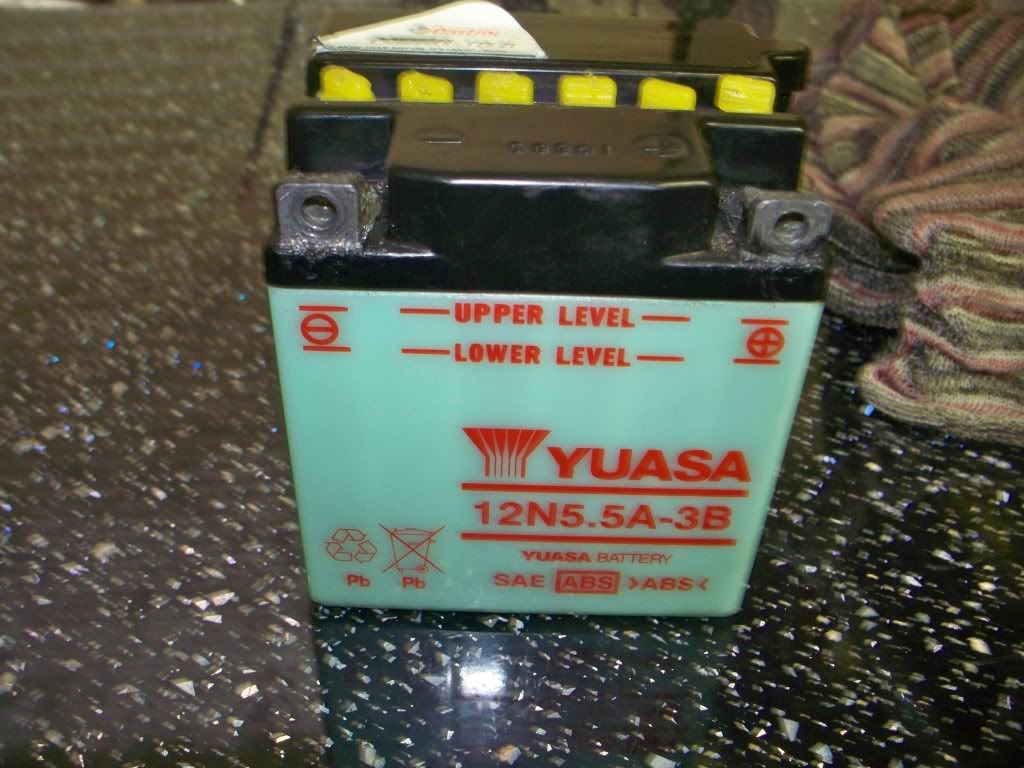 UPPER LEVEL
LOWER LEVEL
YUASA
12N5.5A-3B
YUASA BATTERY
Pb Pb SAE ABS >ABS<